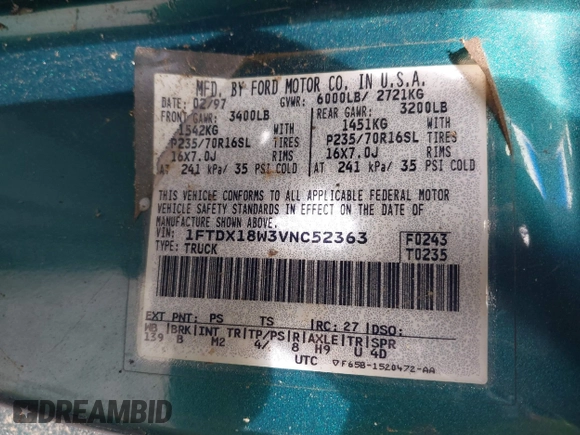 MFD. BY FORD MOTOR CO. IN U.S.A.
DATE: 02/97 GVWR: 6000LB/ 2721KG
FRONT GAWR: 3400LB REAR GAWR: 3200LB
1542KG WITH 1451KG WITH
P235/70R16SL TIRES P235/70R16SL TIRES
16X7.0J RIMS 16X7.0J RIMS
AT 241 kPa/ 35 PSI COLD AT 241 kPa/ 35 PSI COLD
THIS VEHICLE CONFORMS TO ALL APPLICABLE FEDERAL MOTOR
VEHICLE SAFETY STANDARDS IN EFFECT ON THE DATE OF
MANUFACTURE SHOWN ABOVE.
VIN: 1FTDX18W3VNC52363 F0243
TYPE: TRUCK T0235
EXT PNT: PS TS RC: 27 DSO:
WB BRK INT TR TP/PS R AXLE TR SPR
139 B M2 4/ 8 H9 U 4D
UTC F65B-1520472-AA
DREAMBID